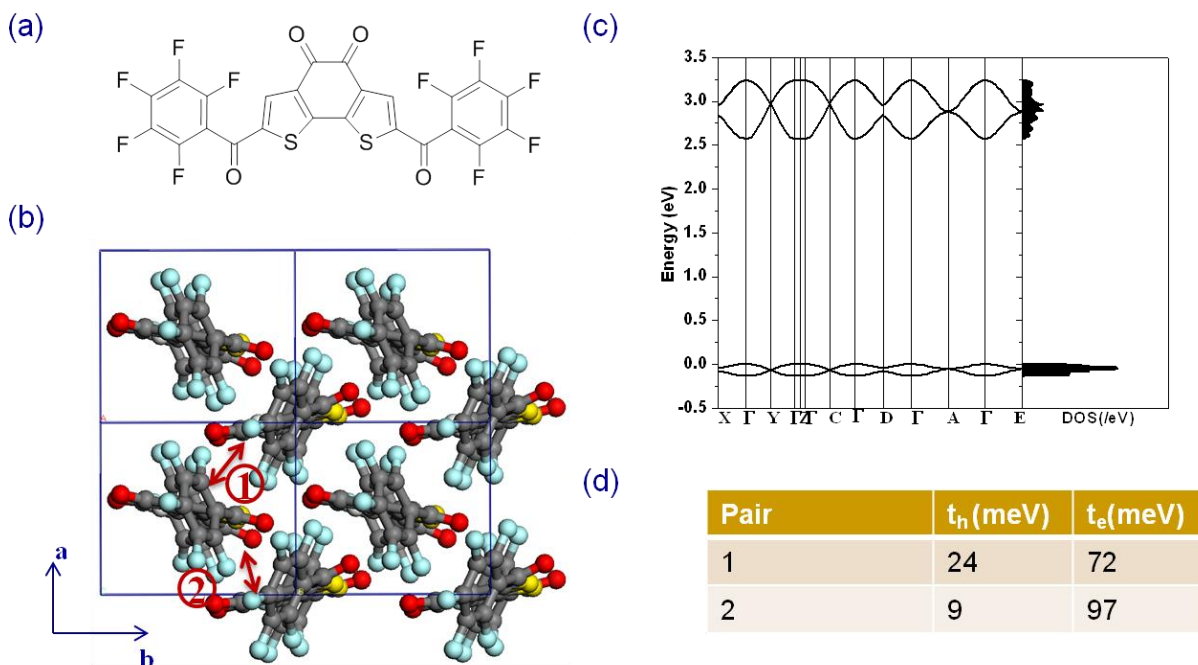 (a)
O O
F F F F F F
F F
F S S F
F O O F
(b)
1
2
a
b
(c)
Energy (eV)
3.5
3.0
2.5
2.0
1.5
1.0
0.5
0.0
-0.5
X Γ Y Γ Z Γ C Γ D Γ A Γ E DOS(/eV)
(d)
Pair t_h (meV) t_e(meV)
1 24 72
2 9 97